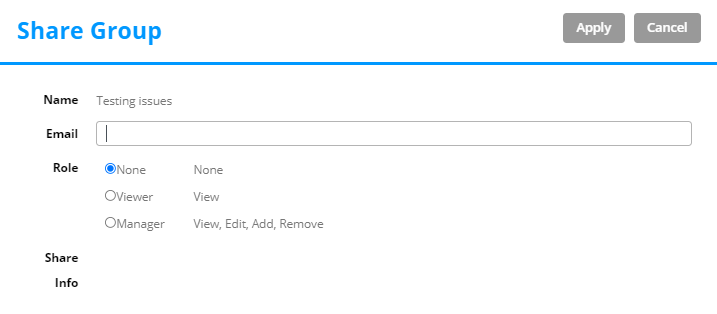 Share Group
Apply
Cancel
Name Testing issues
Email
Role
None None
Viewer View
Manager View, Edit, Add, Remove
Share
Info